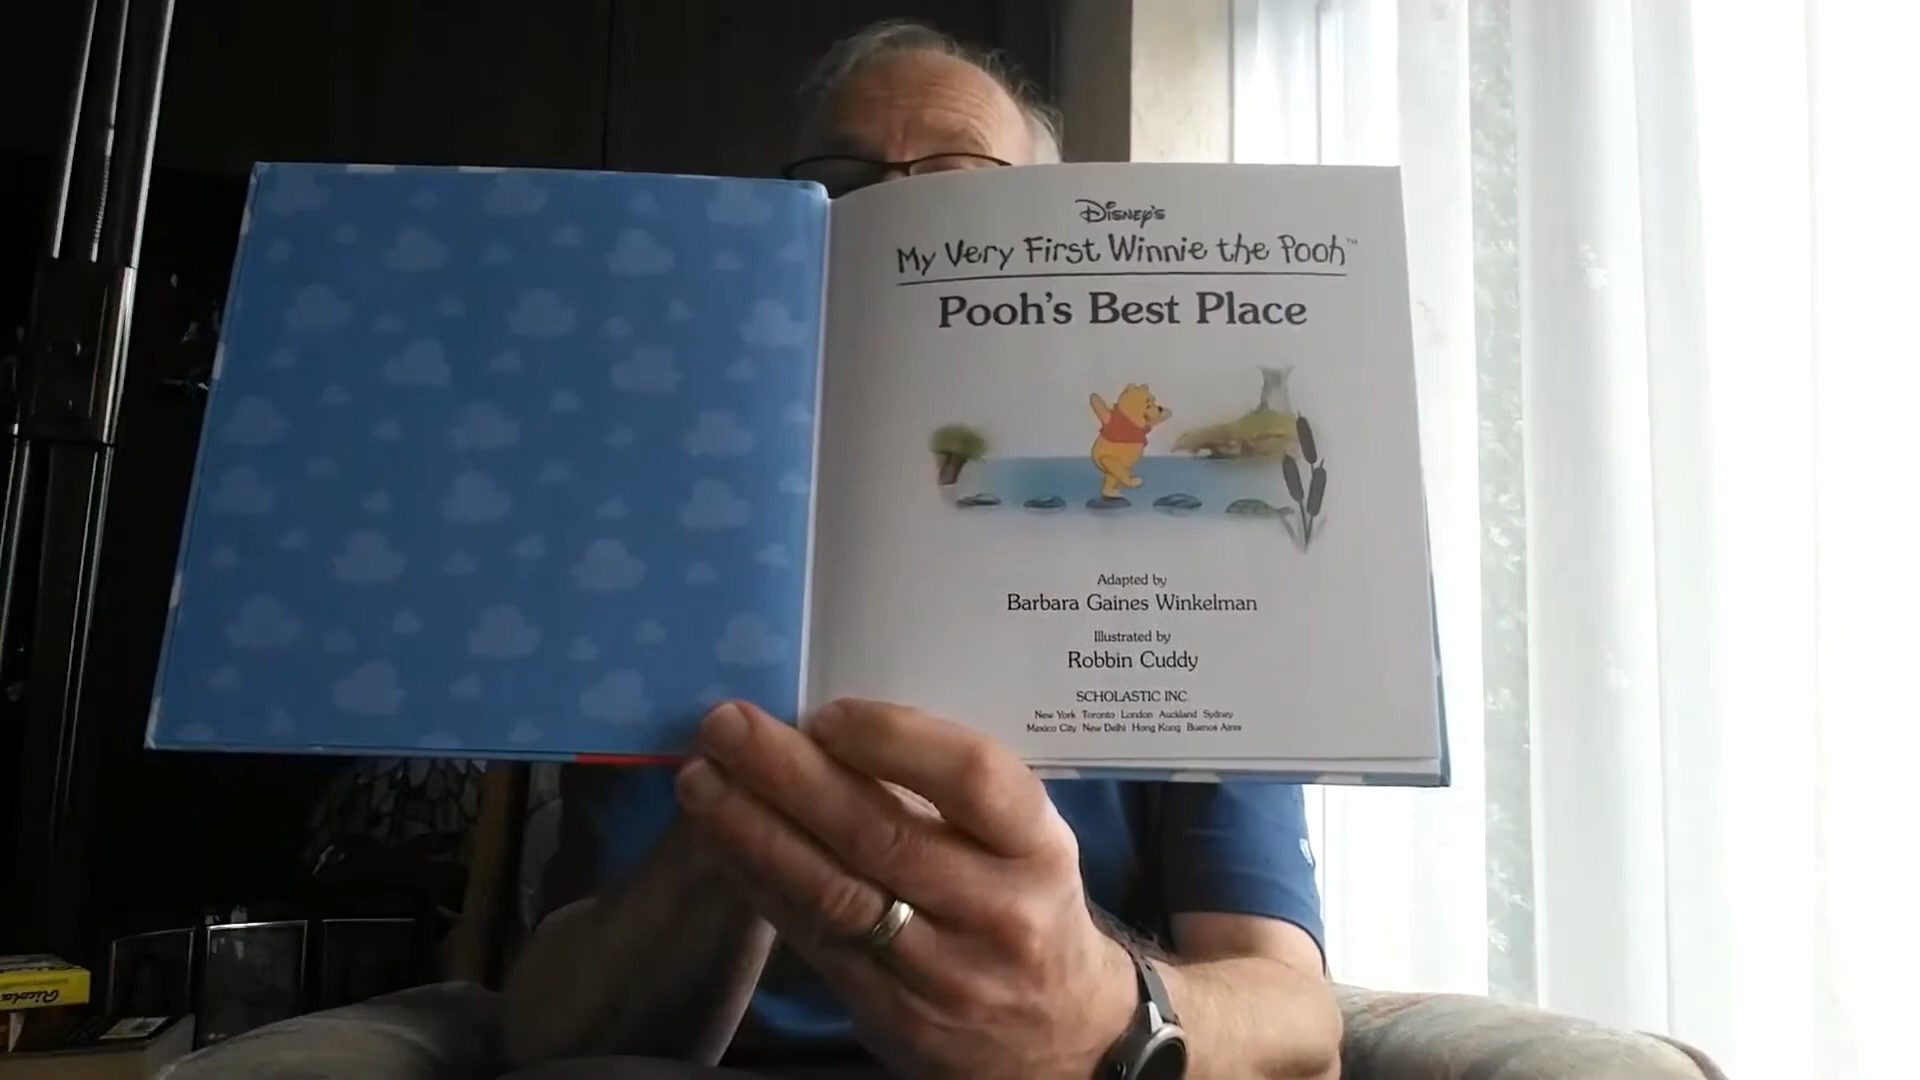 Disney's
My Very First Winnie the Pooh™
Pooh's Best Place
Adapted by
Barbara Gaines Winkelman
Illustrated by
Robbin Cuddy
SCHOLASTIC INC.
New York Toronto London Auckland Sydney
Mexico City New Delhi Hong Kong Buenos Aires
Ricola